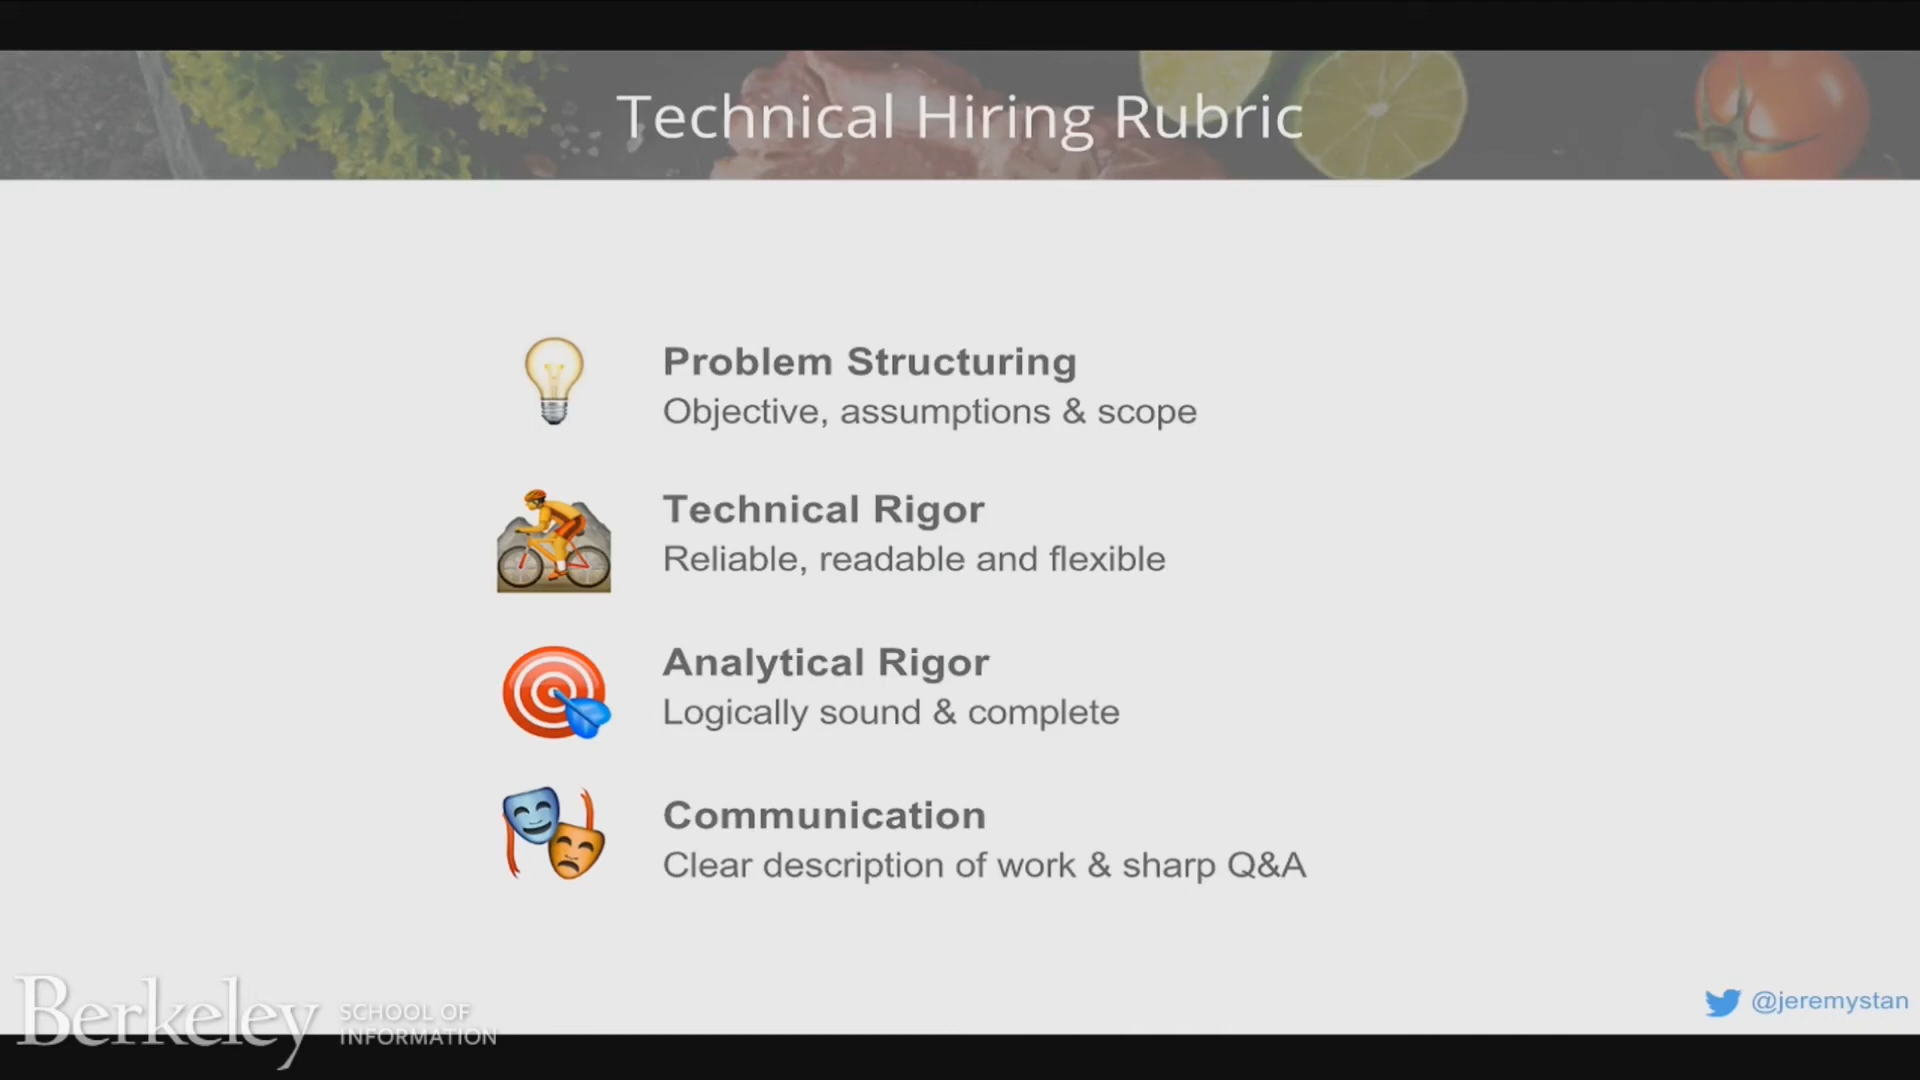 Technical Hiring Rubric
Problem Structuring
Objective, assumptions & scope
Technical Rigor
Reliable, readable and flexible
Analytical Rigor
Logically sound & complete
Communication
Clear description of work & sharp Q&A
Berkeley SCHOOL OF
INFORMATION
@jeremystan